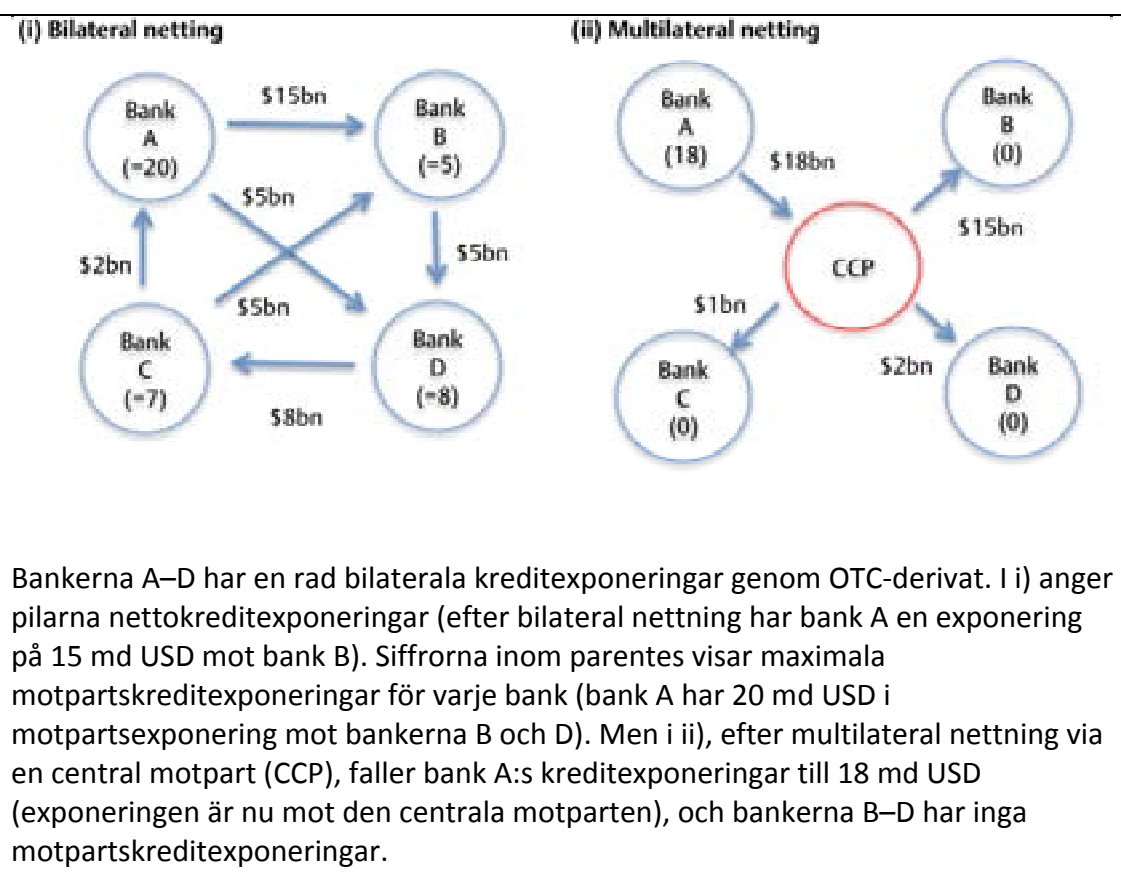 (i) Bilateral netting
Bank
A
(=20)
$15bn
Bank
B
(=5)
$5bn
$2bn
$5bn
$5bn
Bank
C
(=7)
Bank
D
(=8)
$8bn
(ii) Multilateral netting
Bank
A
(18)
$18bn
Bank
B
(0)
$15bn
CCP
$1bn
$2bn
Bank
C
(0)
Bank
D
(0)
Bankerna A–D har en rad bilaterala kreditexponeringar genom OTC-derivat. I i) anger
pilarna nettokreditexponeringar (efter bilateral nettning har bank A en exponering
på 15 md USD mot bank B). Siffrorna inom parentes visar maximala
motpartskreditexponeringar för varje bank (bank A har 20 md USD i
motpartsexponering mot bankerna B och D). Men i ii), efter multilateral nettning via
en central motpart (CCP), faller bank A:s kreditexponeringar till 18 md USD
(exponeringen är nu mot den centrala motparten), och bankerna B–D har inga
motpartskreditexponeringar.